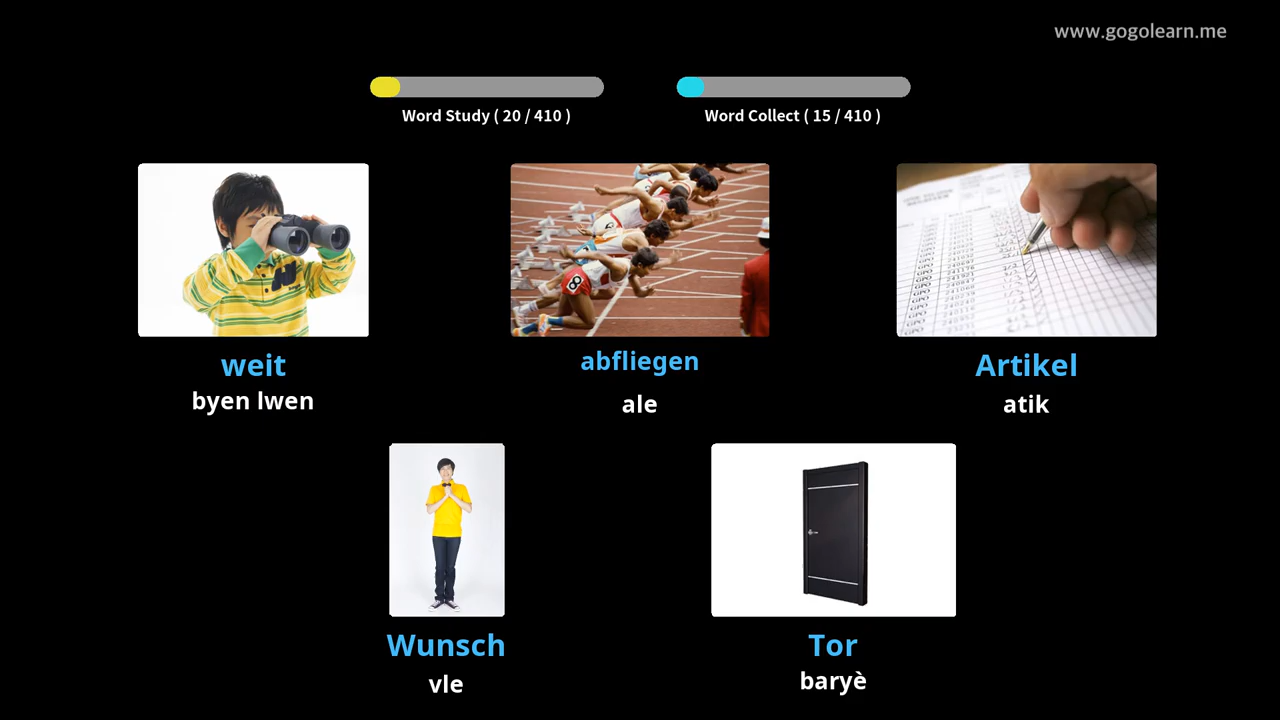 www.gogolearn.me
Word Study ( 20 / 410 )
Word Collect ( 15 / 410 )
weit
byen lwen
abfliegen
ale
Artikel
atik
Wunsch
vle
Tor
baryè